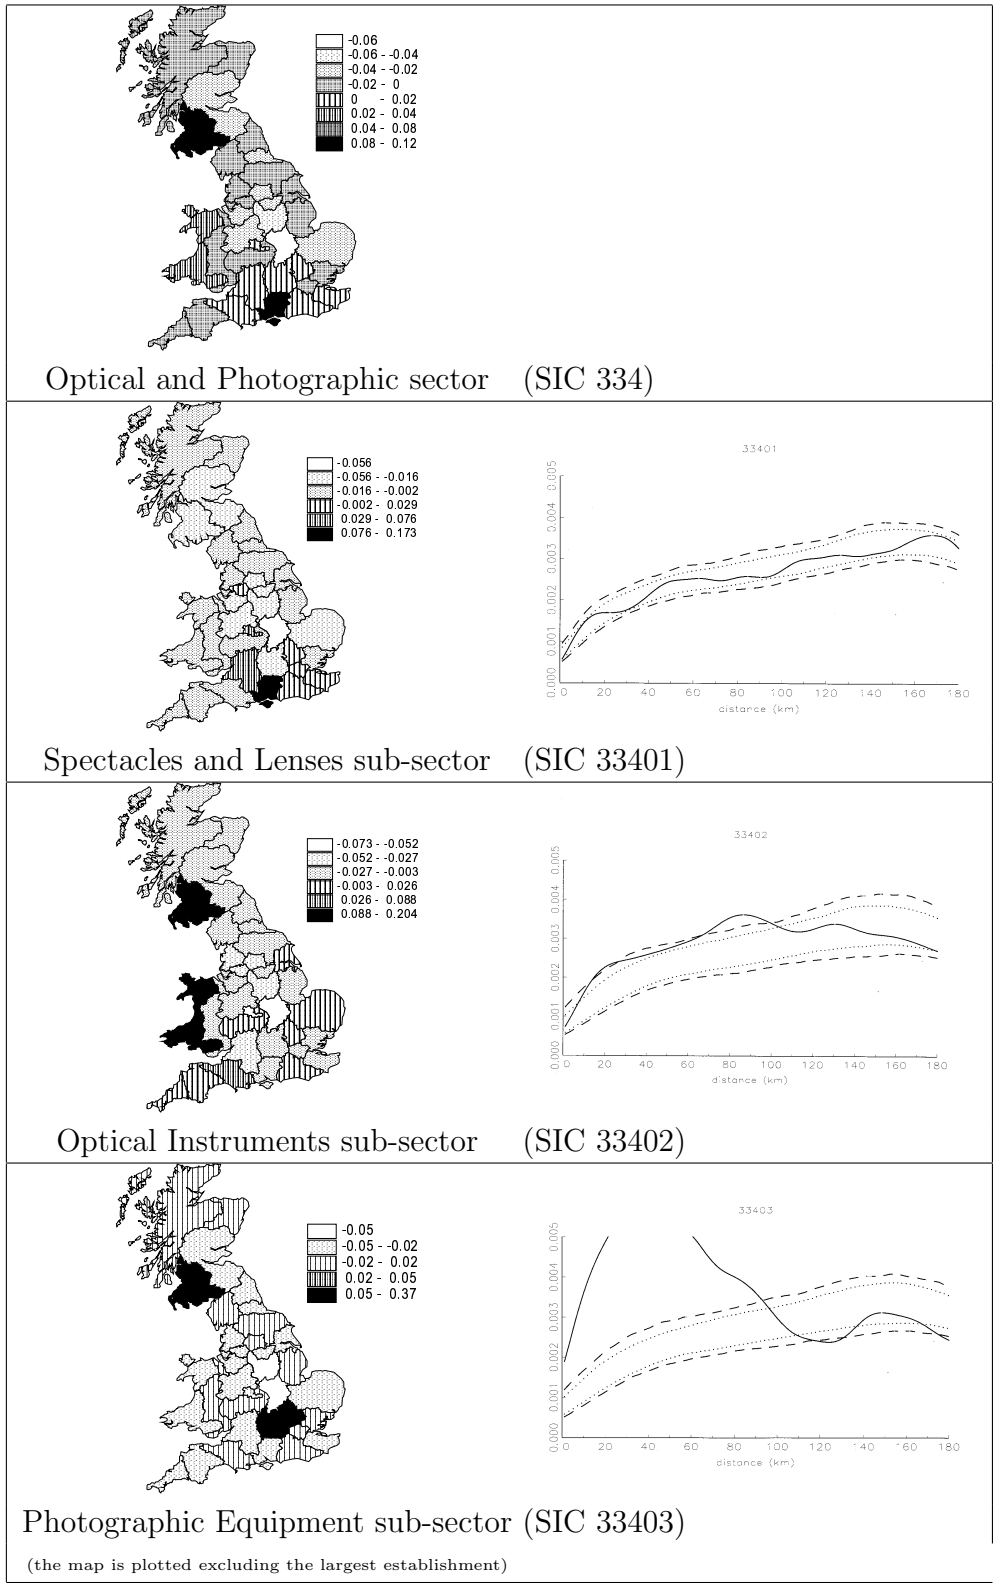 -0.06
-0.06 - -0.04
-0.04 - -0.02
-0.02 - 0
0 - 0.02
0.02 - 0.04
0.04 - 0.08
0.08 - 0.12
Optical and Photographic sector (SIC 334)
-0.056
-0.056 - -0.016
-0.016 - -0.002
-0.002 - 0.029
0.029 - 0.076
0.076 - 0.173
33401
0.005
0.004
0.003
0.002
0.001
0.000
0 20 40 60 80 100 120 140 160 180
distance (km)
Spectacles and Lenses sub-sector (SIC 33401)
-0.073 - -0.052
-0.052 - -0.027
-0.027 - -0.003
-0.003 - 0.026
0.026 - 0.088
0.088 - 0.204
33402
0.005
0.004
0.003
0.002
0.001
0.000
0 20 40 60 80 100 120 140 160 180
distance (km)
Optical Instruments sub-sector (SIC 33402)
-0.05
-0.05 - -0.02
-0.02 - 0.02
0.02 - 0.05
0.05 - 0.37
33403
0.005
0.004
0.003
0.002
0.001
0.000
0 20 40 60 80 100 120 140 160 180
distance (km)
Photographic Equipment sub-sector (SIC 33403)
(the map is plotted excluding the largest establishment)